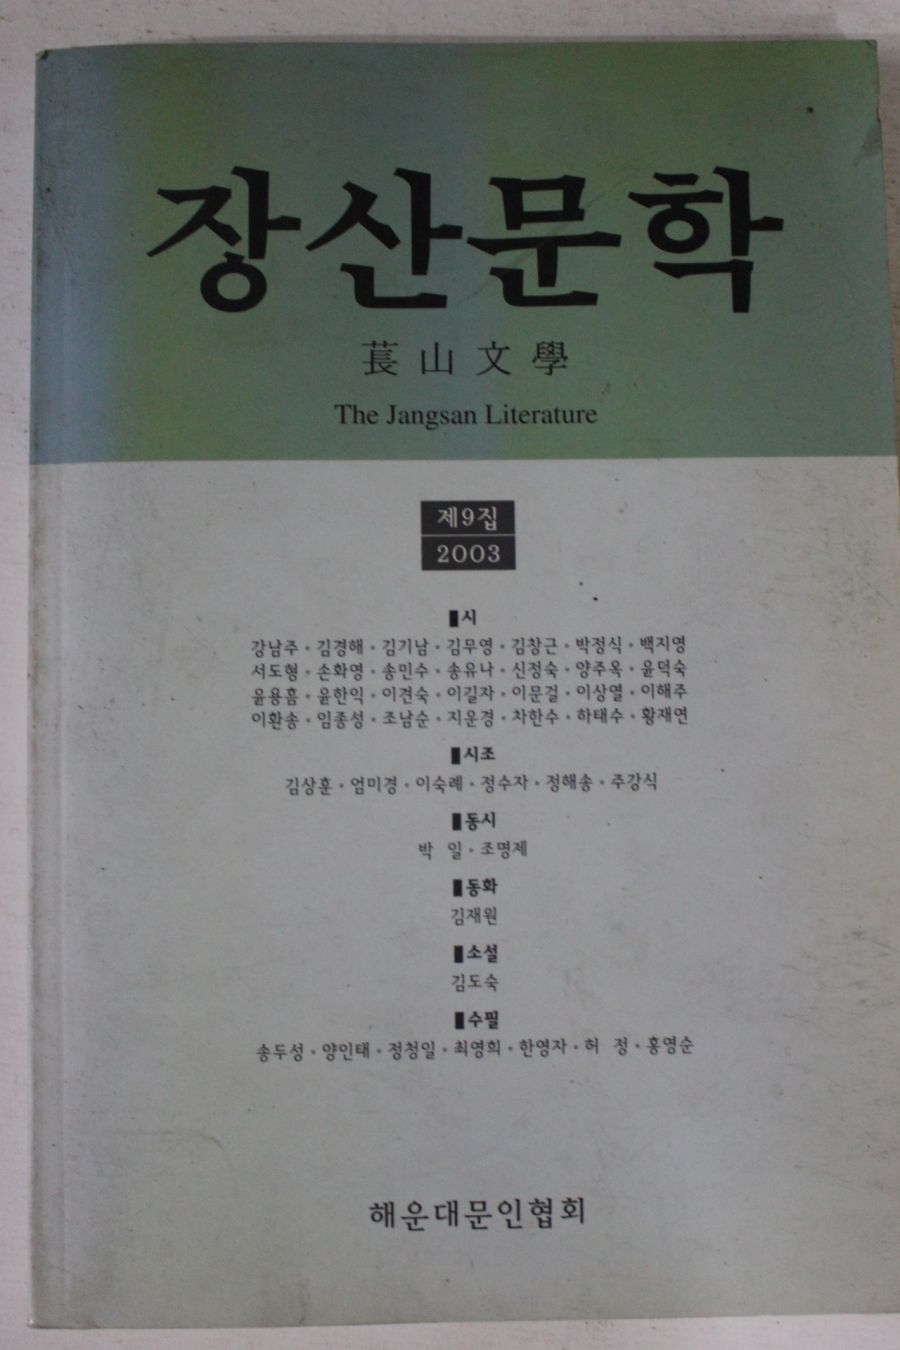 장산문학
萇山文學
The Jangsan Literature
제9집
2003
▮시
강남주·김경해·김기남·김무영·김창근·박정식·백지영
서도형·손화영·송민수·송유나·신정숙·양주옥·윤덕숙
윤용흠·윤한익·이견숙·이길자·이문걸·이상열·이해주
이환송·임종성·조남순·지운경·차한수·하태수·황재연
▮시조
김상훈·엄미경·이숙례·정수자·정해송·주강식
▮동시
박 일·조명제
▮동화
김재원
▮소설
김도숙
▮수필
송두성·양인태·정청일·최영희·한영자·허 정·홍영순
해운대문인협회